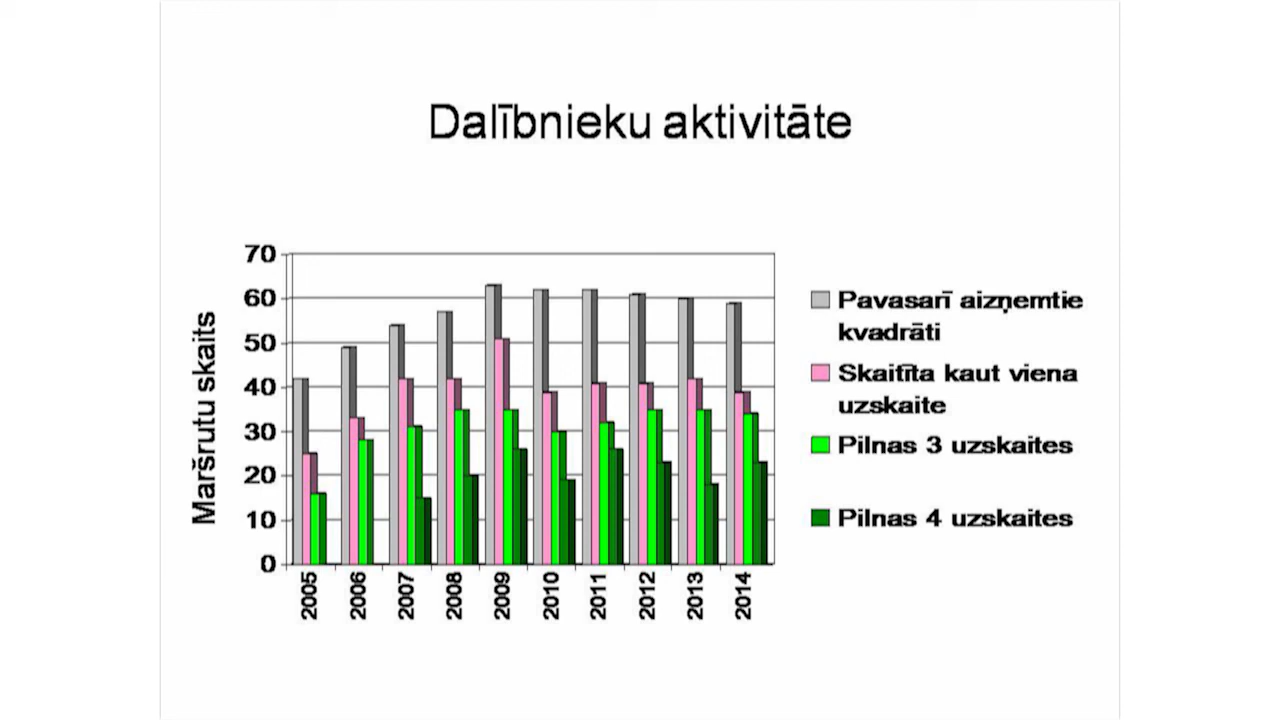 Dalībnieku aktivitāte
Maršrutu skaits
70
60
50
40
30
20
10
0
2005 2006 2007 2008 2009 2010 2011 2012 2013 2014
Pavasarī aizņemtie
kvadrāti
Skaitīta kaut viena
uzskaite
Pilnas 3 uzskaites
Pilnas 4 uzskaites